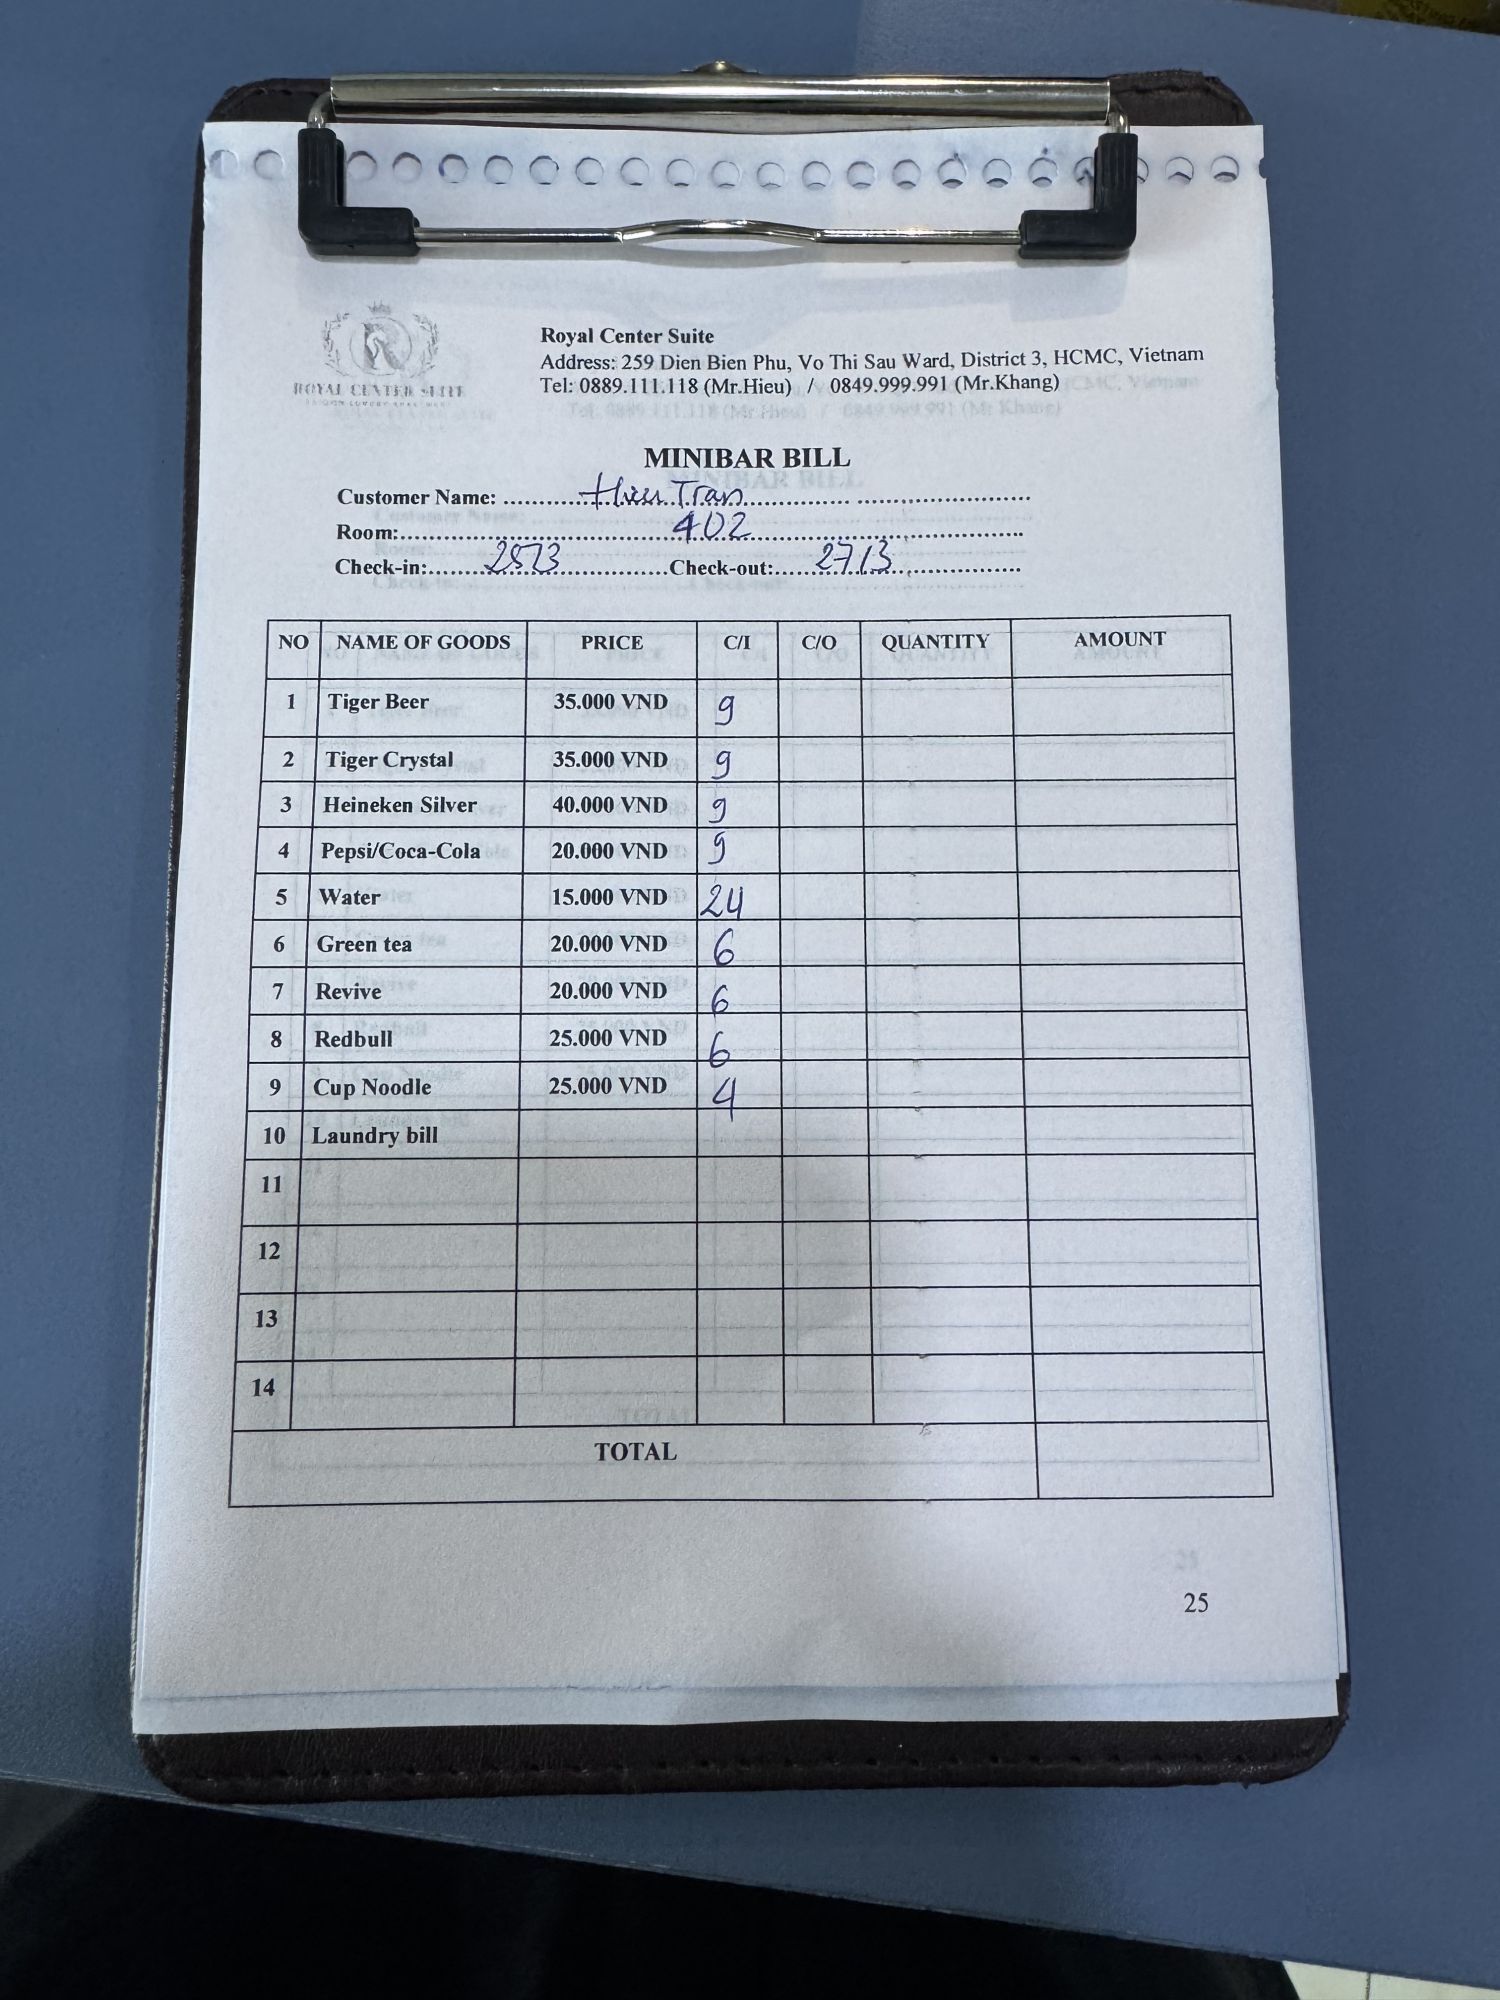 ROYAL CENTER SUITE
Royal Center Suite
Address: 259 Dien Bien Phu, Vo Thi Sau Ward, District 3, HCMC, Vietnam
Tel: 0889.111.118 (Mr.Hieu) / 0849.999.991 (Mr.Khang)
MINIBAR BILL
Customer Name: Hieu Tran
Room: 402
Check-in: Check-out: 27/3
NO NAME OF GOODS PRICE C/I C/O QUANTITY AMOUNT
1 Tiger Beer 35.000 VND 9
2 Tiger Crystal 35.000 VND 9
3 Heineken Silver 40.000 VND 9
4 Pepsi/Coca-Cola 20.000 VND 9
5 Water 15.000 VND 24
6 Green tea 20.000 VND 6
7 Revive 20.000 VND 6
8 Redbull 25.000 VND 6
9 Cup Noodle 25.000 VND 4
10 Laundry bill
11
12
13
14
TOTAL
25